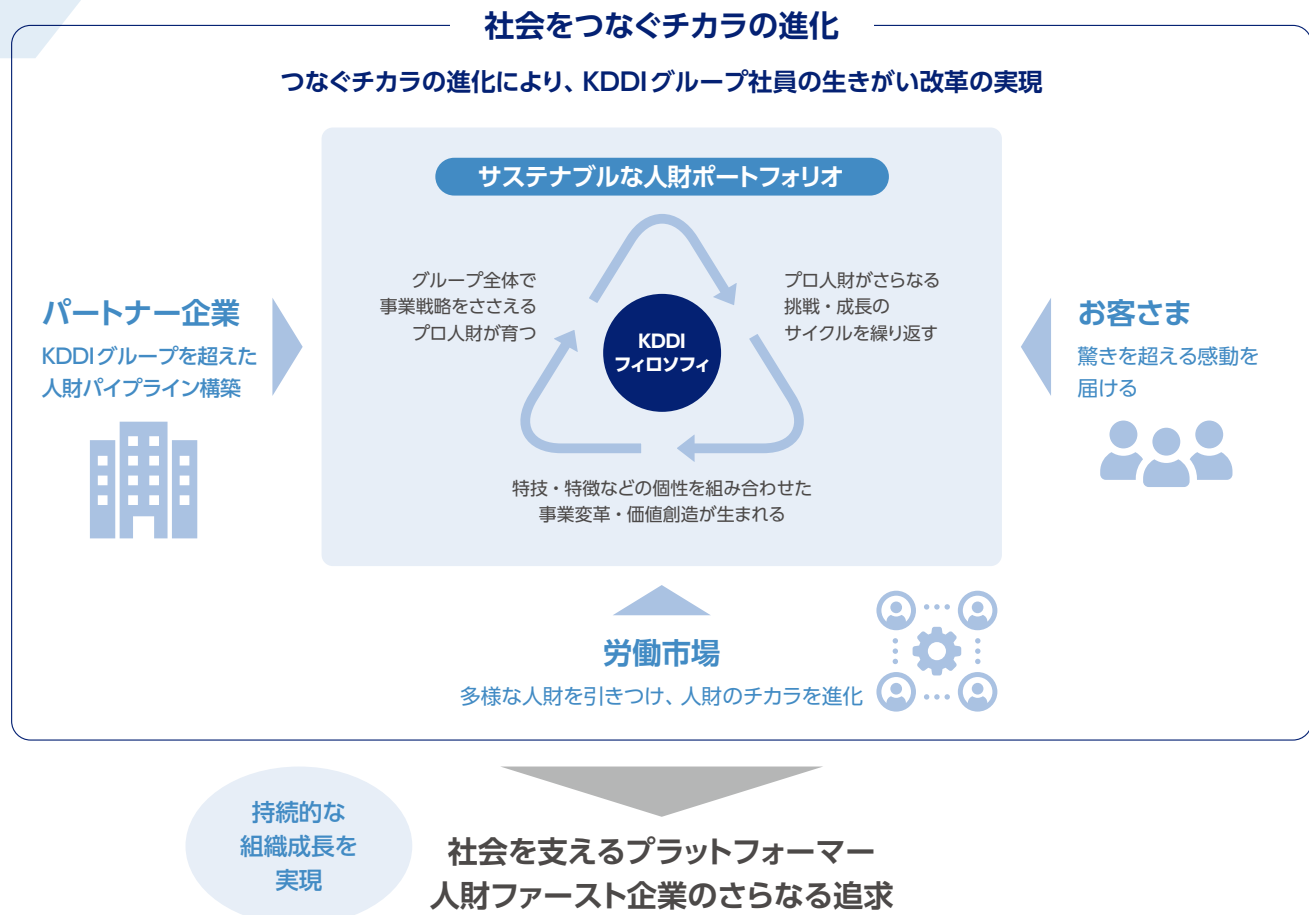 社会をつなぐチカラの進化
つなぐチカラの進化により、KDDIグループ社員の生きがい改革の実現
サステナブルな人財ポートフォリオ
グループ全体で
事業戦略をささえる
プロ人財が育つ
プロ人財がさらなる
挑戦・成長の
サイクルを繰り返す
KDDI
フィロソフィ
特技・特徴などの個性を組み合わせた
事業変革・価値創造が生まれる
パートナー企業
KDDIグループを超えた
人財パイプライン構築
お客さま
驚きを超える感動を
届ける
労働市場
多様な人財を引きつけ、人財のチカラを進化
持続的な
組織成長を
実現
社会を支えるプラットフォーマー
人財ファースト企業のさらなる追求